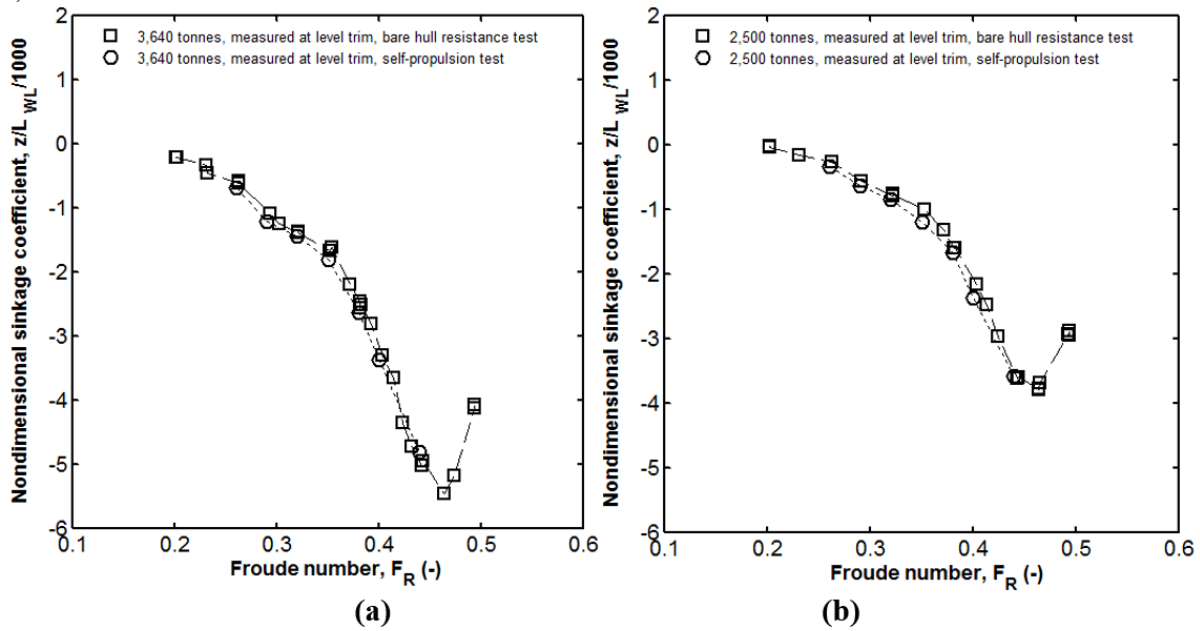 3,640 tonnes, measured at level trim, bare hull resistance test
3,640 tonnes, measured at level trim, self-propulsion test
Nondimensional sinkage coefficient, z/L_WL/1000
2
1
0
-1
-2
-3
-4
-5
-6
0.1 0.2 0.3 0.4 0.5 0.6
Froude number, F_R (-)
(a)
2,500 tonnes, measured at level trim, bare hull resistance test
2,500 tonnes, measured at level trim, self-propulsion test
Nondimensional sinkage coefficient, z/L_WL/1000
2
1
0
-1
-2
-3
-4
-5
-6
0.1 0.2 0.3 0.4 0.5 0.6
Froude number, F_R (-)
(b)